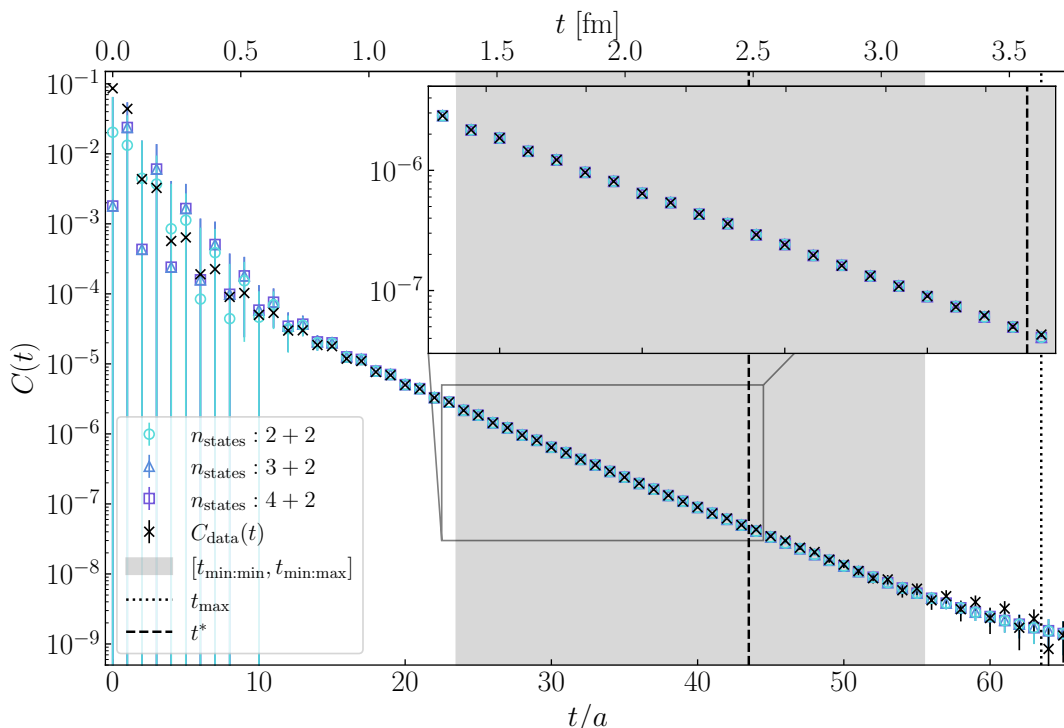 t [fm]
0.0 0.5 1.0 1.5 2.0 2.5 3.0 3.5
10⁻¹
10⁻²
10⁻³
10⁻⁴
10⁻⁵
10⁻⁶
10⁻⁷
10⁻⁸
10⁻⁹
C(t)
10⁻⁶
10⁻⁷
n_states : 2 + 2
n_states : 3 + 2
n_states : 4 + 2
C_data(t)
[t_min:min, t_min:max]
t_max
t*
0 10 20 30 40 50 60
t/a